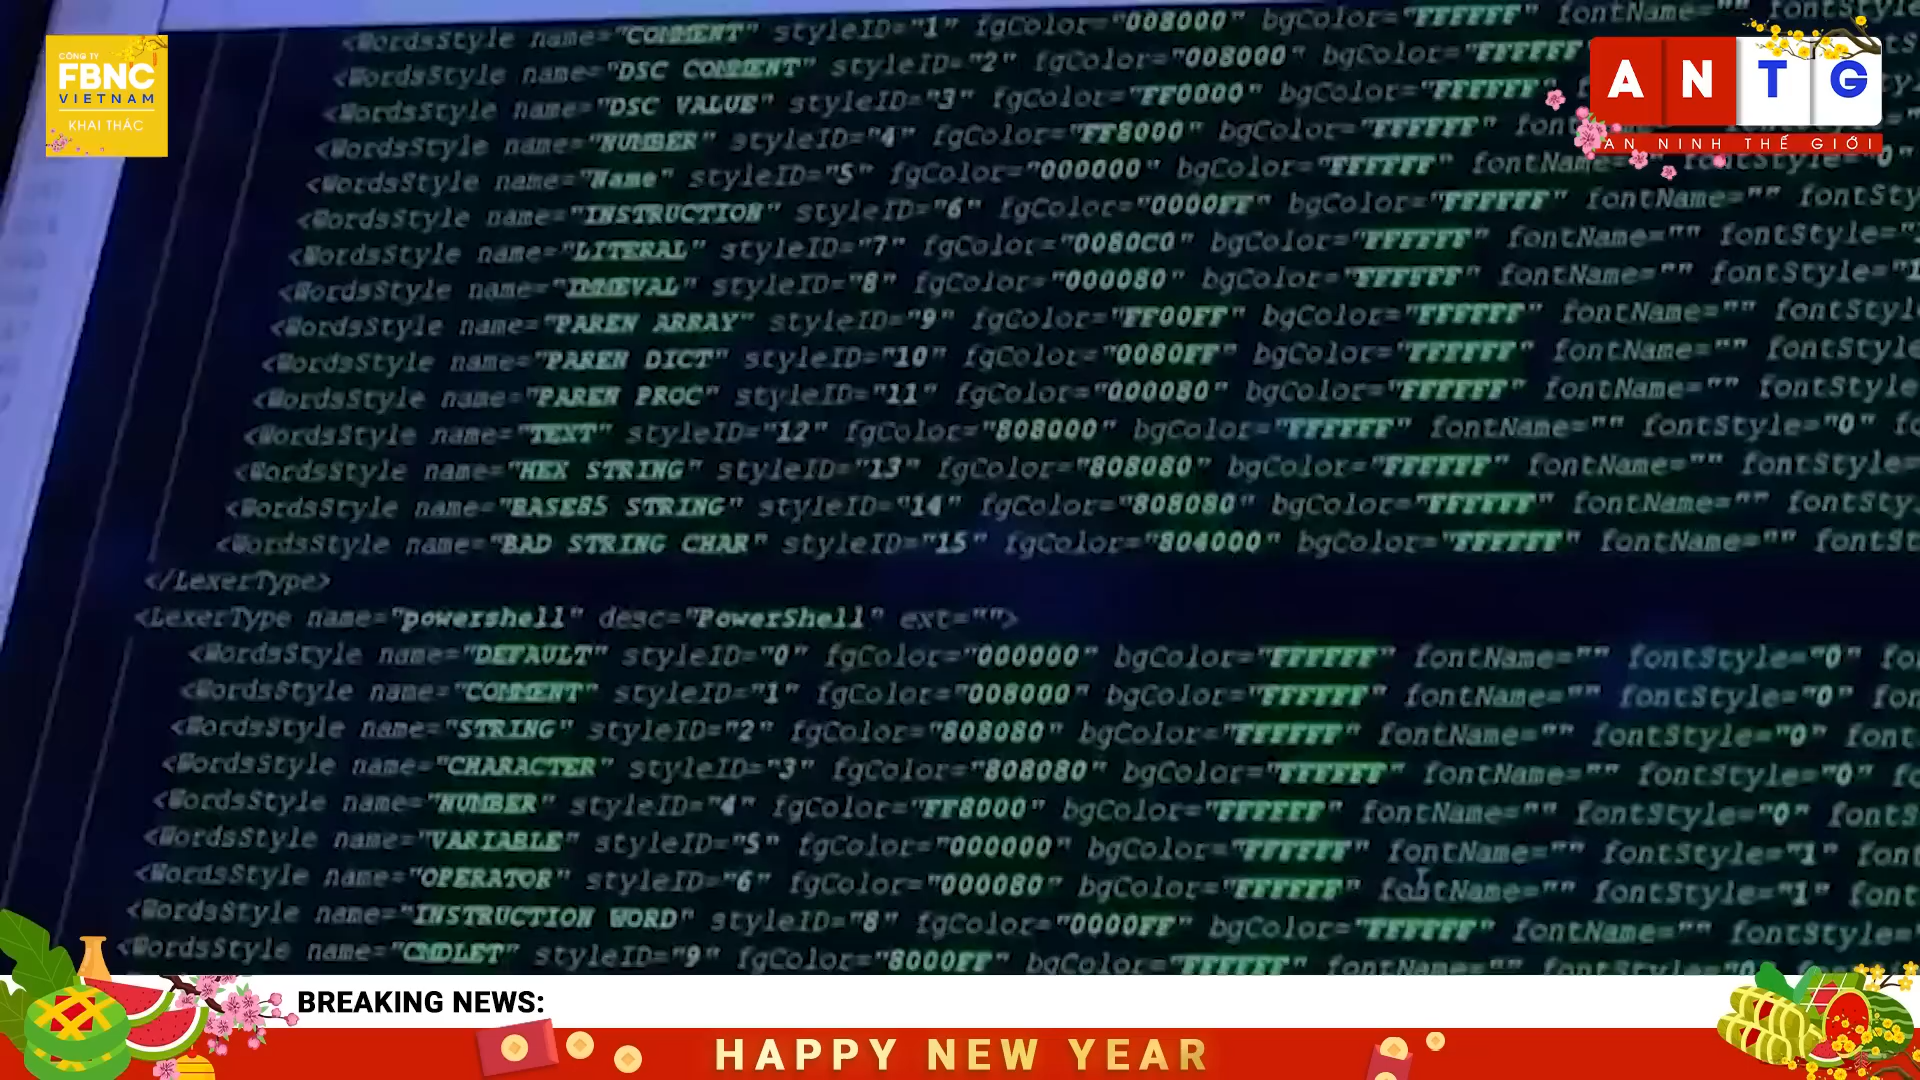 <WordsStyle name="COMMENT" styleID="1" fgColor="008000" bgColor="FFFFFF" fontName=""
<WordsStyle name="DSC COMMENT" styleID="2" fgColor="008000" bgColor="FFFFFF"
<WordsStyle name="DSC VALUE" styleID="3" fgColor="FF0000" bgColor="FFFFFF"
<WordsStyle name="NUMBER" styleID="4" fgColor="FF8000" bgColor="FFFFFF"
<WordsStyle name="Name" styleID="5" fgColor="000000" bgColor="FFFFFF"
<WordsStyle name="INSTRUCTION" styleID="6" fgColor="0000FF" bgColor="FFFFFF" fontName=""
<WordsStyle name="LITERAL" styleID="7" fgColor="0080C0" bgColor="FFFFFF" fontName=""
<WordsStyle name="IMMEVAL" styleID="8" fgColor="000080" bgColor="FFFFFF" fontName="" fontStyle="1
<WordsStyle name="PAREN ARRAY" styleID="9" fgColor="FF00FF" bgColor="FFFFFF" fontName=""
<WordsStyle name="PAREN DICT" styleID="10" fgColor="0080FF" bgColor="FFFFFF" fontName="" fontStyle
<WordsStyle name="PAREN PROC" styleID="11" fgColor="000080" bgColor="FFFFFF" fontName="" fontStyle
<WordsStyle name="TEXT" styleID="12" fgColor="808000" bgColor="FFFFFF" fontName="" fontStyle="0" fo
<WordsStyle name="HEX STRING" styleID="13" fgColor="808080" bgColor="FFFFFF" fontName="" fontStyle=
<WordsStyle name="BASE85 STRING" styleID="14" fgColor="808080" bgColor="FFFFFF" fontName="" fontSty
<WordsStyle name="BAD STRING CHAR" styleID="15" fgColor="804000" bgColor="FFFFFF" fontName="" fontSt
</LexerType>
<LexerType name="powershell" desc="PowerShell" ext="">
<WordsStyle name="DEFAULT" styleID="0" fgColor="000000" bgColor="FFFFFF" fontName="" fontStyle="0" fo
<WordsStyle name="COMMENT" styleID="1" fgColor="008000" bgColor="FFFFFF" fontName="" fontStyle="0" fon
<WordsStyle name="STRING" styleID="2" fgColor="808080" bgColor="FFFFFF" fontName="" fontStyle="0" font
<WordsStyle name="CHARACTER" styleID="3" fgColor="808080" bgColor="FFFFFF" fontName="" fontStyle="0" fo
<WordsStyle name="NUMBER" styleID="4" fgColor="FF8000" bgColor="FFFFFF" fontName="" fontStyle="0" fontS
<WordsStyle name="VARIABLE" styleID="5" fgColor="000000" bgColor="FFFFFF" fontName="" fontStyle="1" font
<WordsStyle name="OPERATOR" styleID="6" fgColor="000080" bgColor="FFFFFF" fontName="" fontStyle="1" font
<WordsStyle name="INSTRUCTION WORD" styleID="8" fgColor="0000FF" bgColor="FFFFFF" fontName="" fontStyle="
<WordsStyle name="CMDLET" styleID="9" fgColor="8000FF" bgColor="FFFFFF" fontName=""
CÔNG TY
FBNC
VIETNAM
KHAI THÁC
ANTG
AN NINH THẾ GIỚI
BREAKING NEWS:
HAPPY NEW YEAR